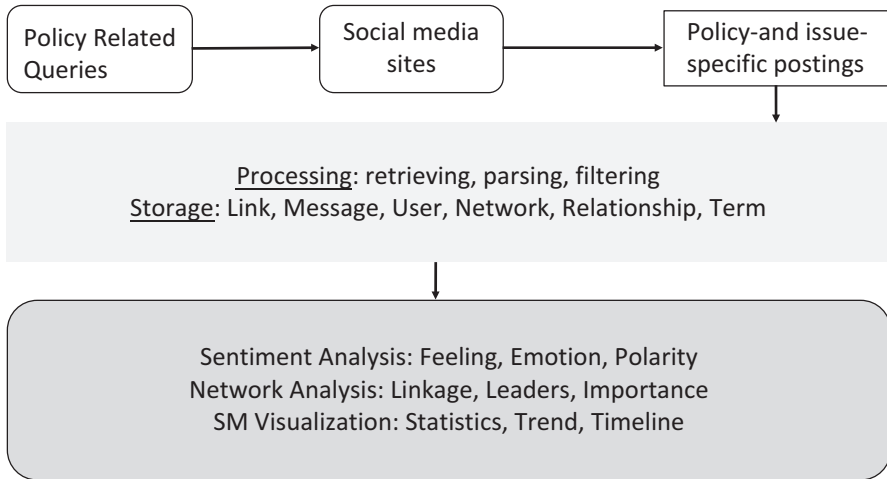 Policy Related
Queries
Social media
sites
Policy-and issue-
specific postings
Processing: retrieving, parsing, filtering
Storage: Link, Message, User, Network, Relationship, Term
Sentiment Analysis: Feeling, Emotion, Polarity
Network Analysis: Linkage, Leaders, Importance
SM Visualization: Statistics, Trend, Timeline